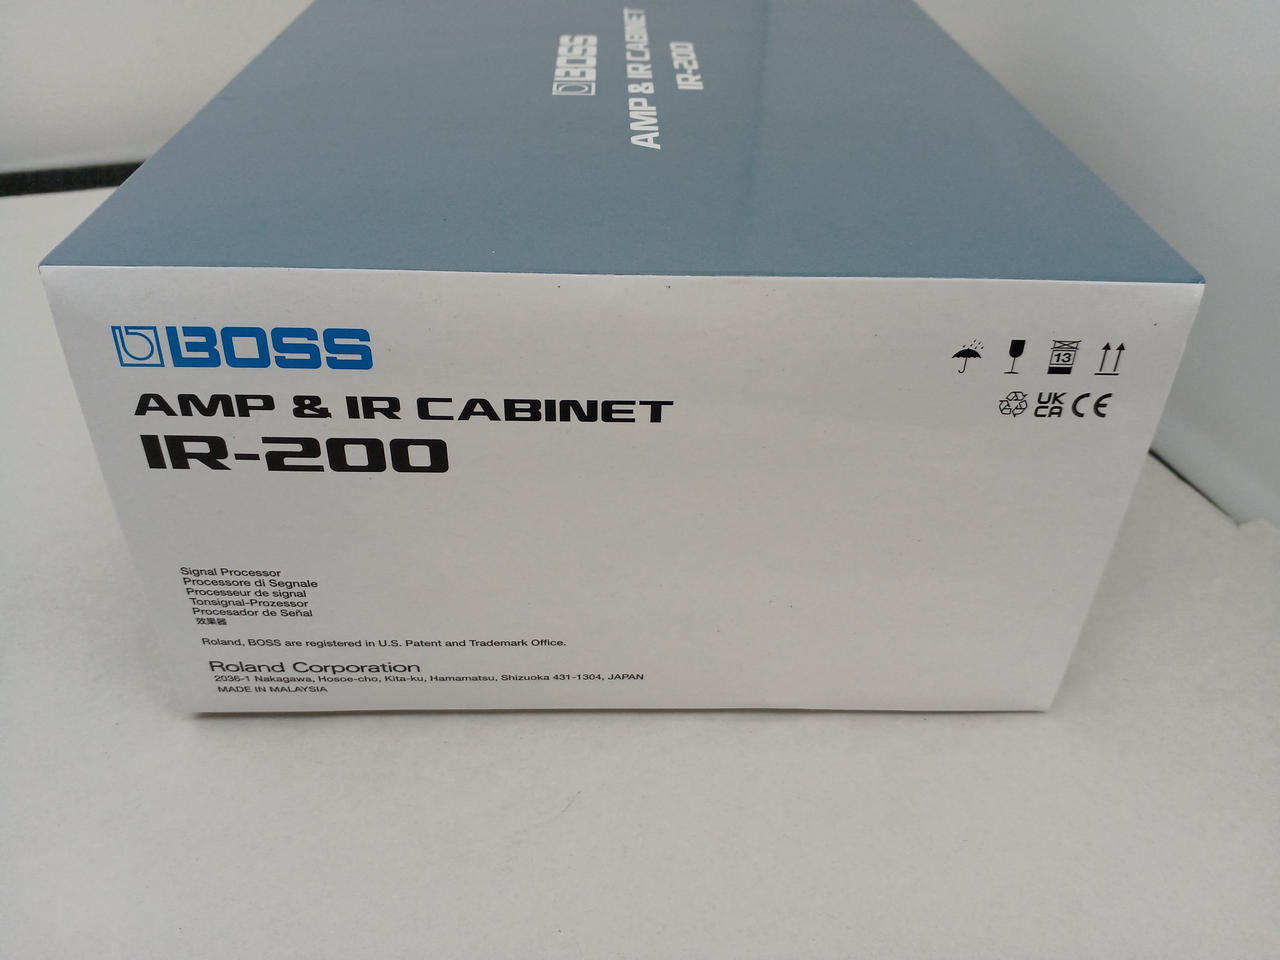 BOSS
AMP & IR CABINET
IR-200
BOSS
AMP & IR CABINET
IR-200
13
UK
CA CE
Signal Processor
Processore di Segnale
Processeur de signal
Tonsignal-Prozessor
Procesador de Señal
效果器
Roland, BOSS are registered in U.S. Patent and Trademark Office.
Roland Corporation
2036-1 Nakagawa, Hosoe-cho, Kita-ku, Hamamatsu, Shizuoka 431-1304, JAPAN
MADE IN MALAYSIA